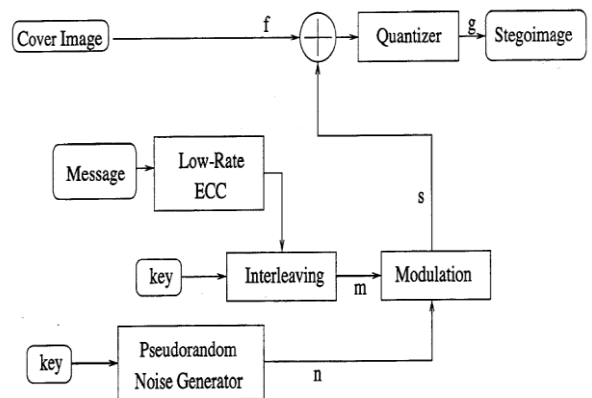 Cover Image
f
Quantizer
g
Stegoimage
Message
Low-Rate
ECC
s
key
Interleaving
m
Modulation
key
Pseudorandom
Noise Generator
n